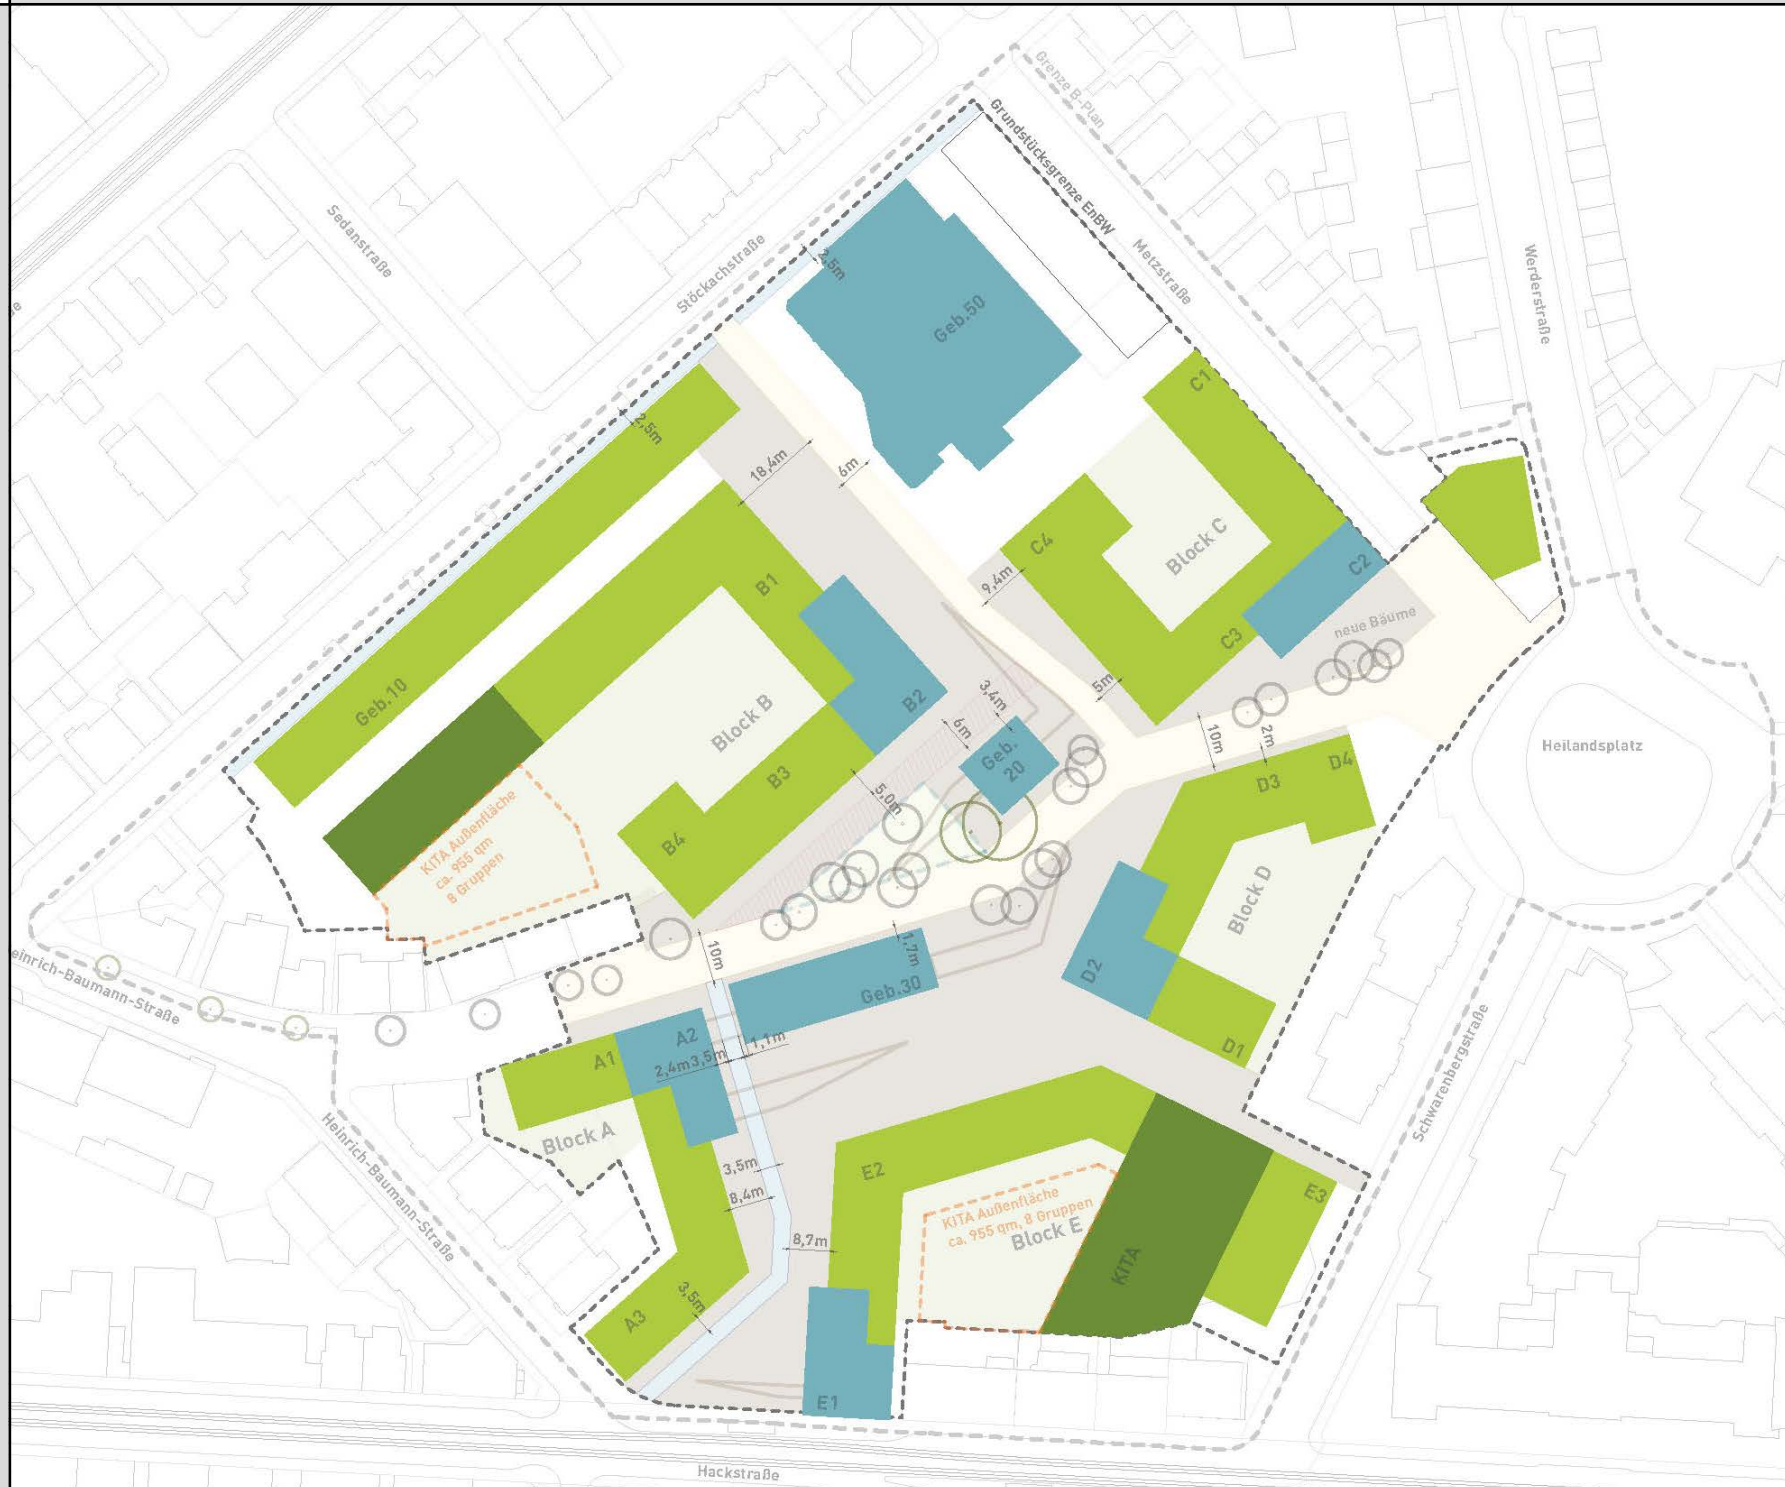 Grenze B-Plan
Grundstücksgrenze EnBW
Sedanstraße
Stöckachstraße
Metzstraße
Werderstraße
2,5m
Geb.50
C1
2,5m
18,4m
6m
C4
Block C
C2
9,4m
B1
neue Bäume
C3
Geb.10
B2
3,4m
5m
Block B
6m
10m
2m
Heilandsplatz
Geb.
20
B3
D3
D4
5,0m
KITA Außenfläche
ca. 955 qm
8 Gruppen
B4
Block D
10m
1,7m
D2
einrich-Baumann-Straße
Geb.30
A2
1,1m
A1
2,4m
3,5m
D1
Block A
Schwarenbergstraße
Heinrich-Baumann-Straße
3,5m
E2
8,4m
KITA Außenfläche
ca. 955 qm, 8 Gruppen
Block E
E3
8,7m
KITA
3,5m
A3
E1
Hackstraße